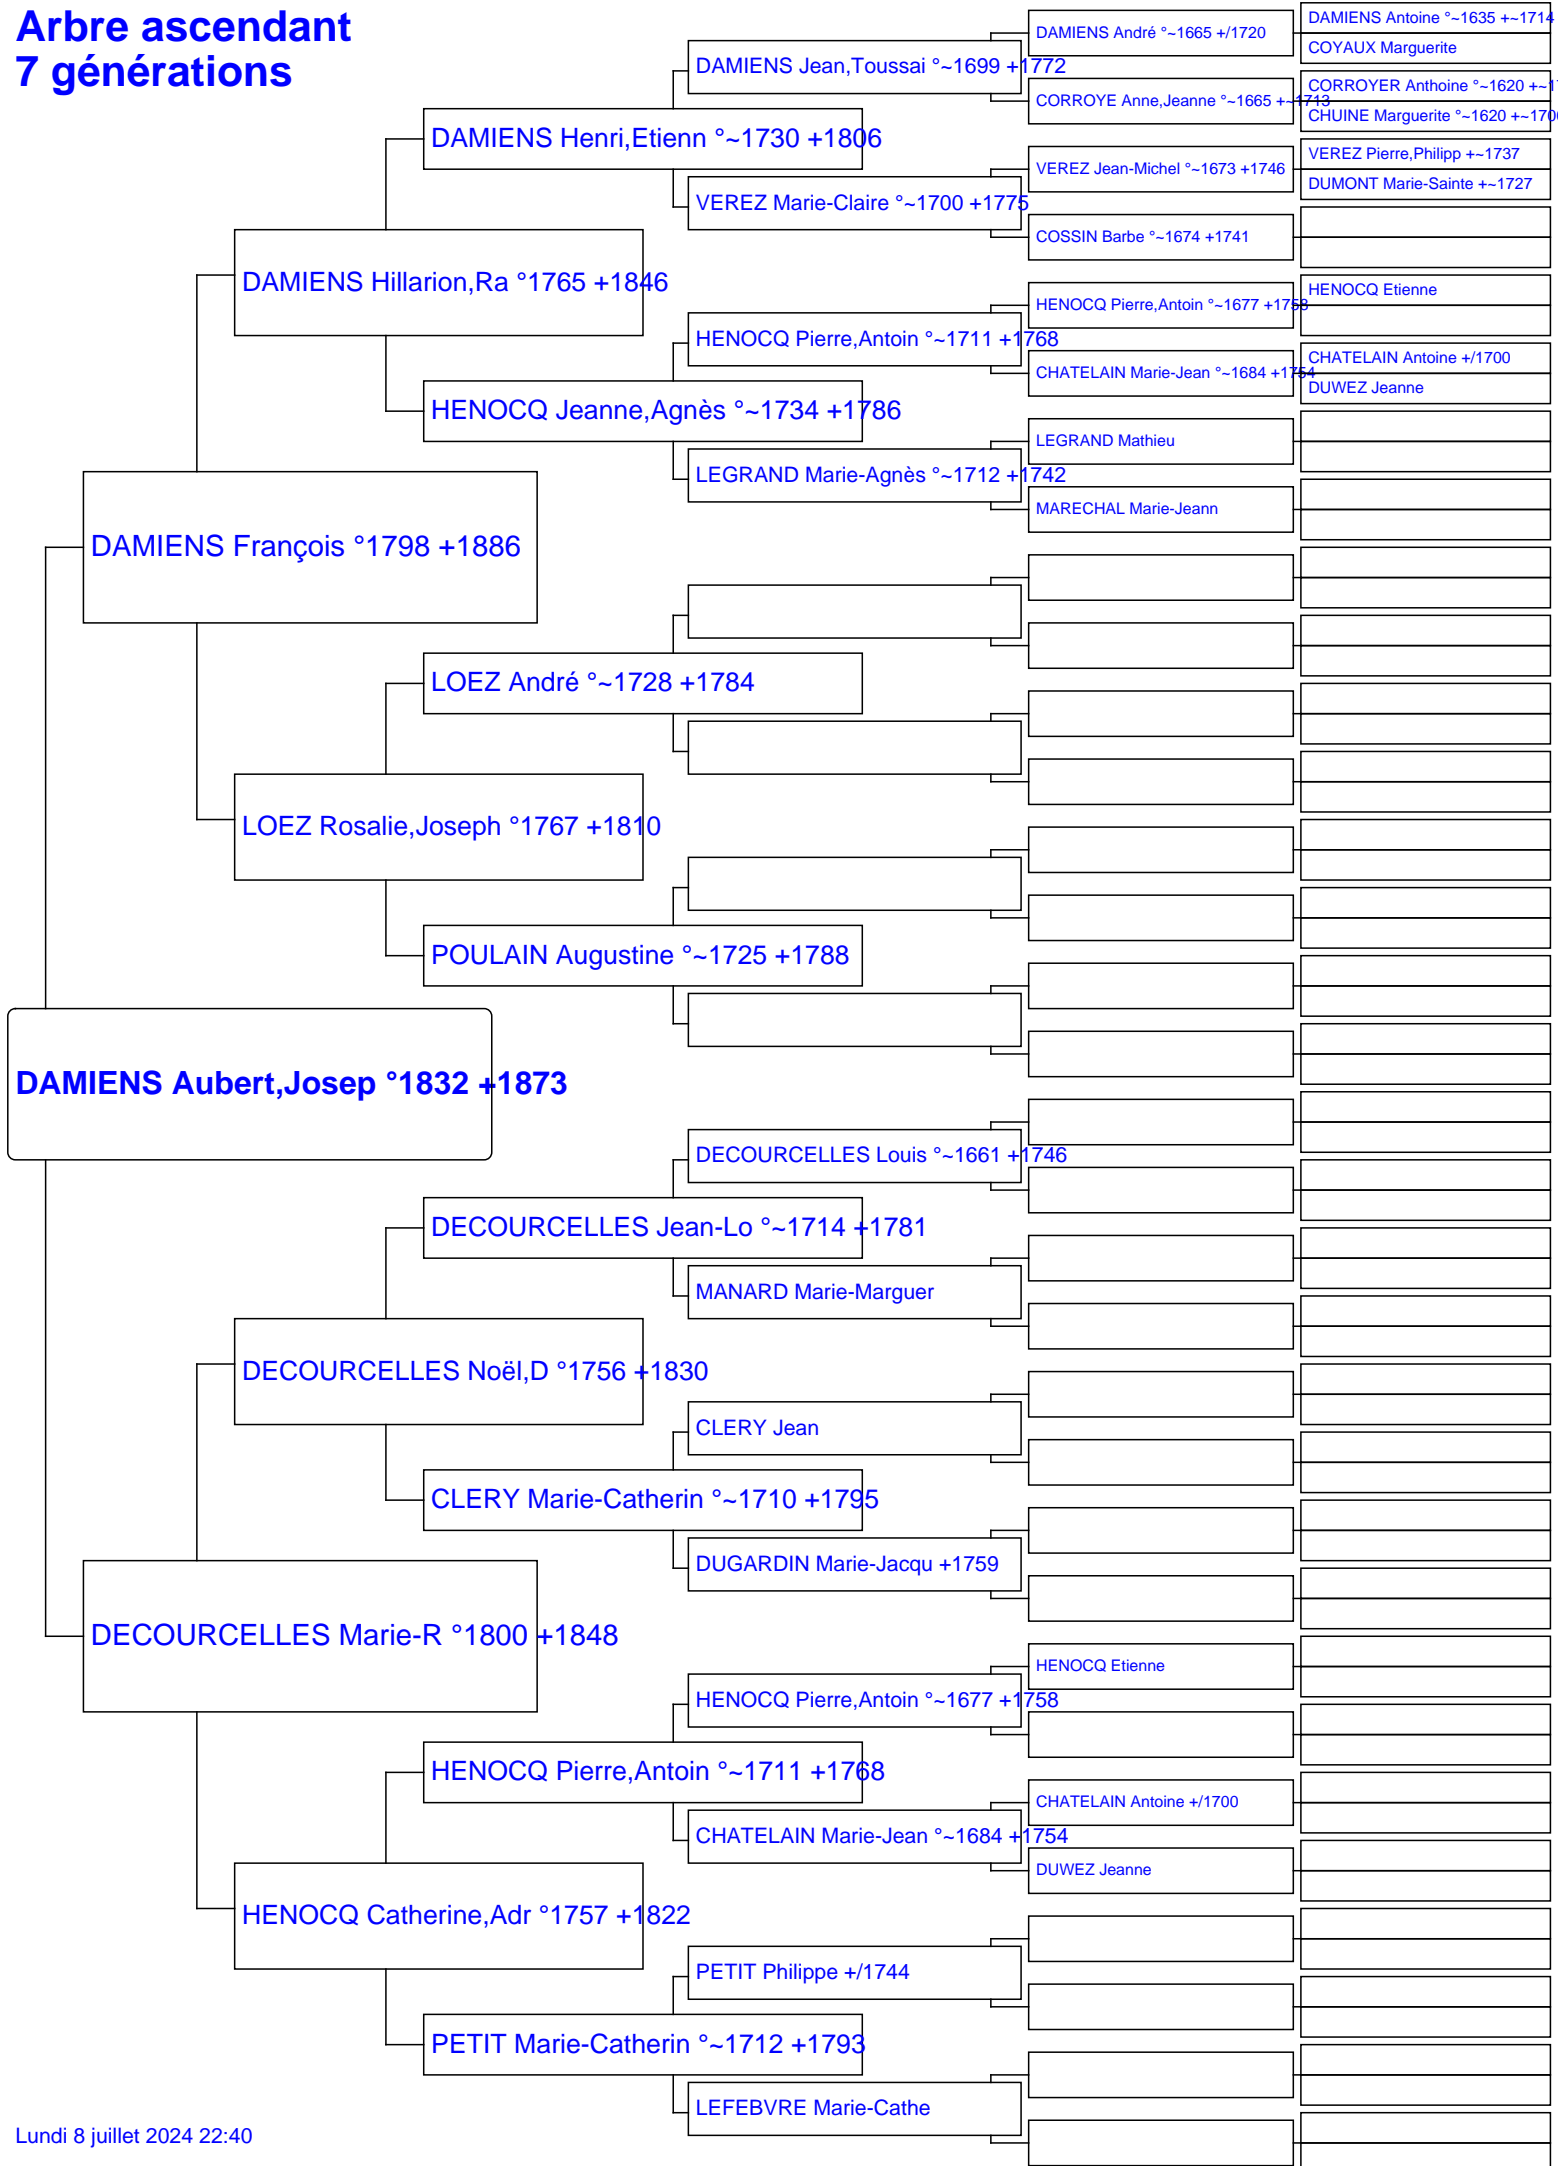 Arbre ascendant
7 générations
DAMIENS Aubert,Josep °1832 +1873
DAMIENS François °1798 +1886
DECOURCELLES Marie-R °1800 +1848
DAMIENS Hillarion,Ra °1765 +1846
LOEZ Rosalie,Joseph °1767 +1810
DECOURCELLES Noël,D °1756 +1830
HENOCQ Catherine,Adr °1757 +1822
DAMIENS Henri,Etienn °~1730 +1806
HENOCQ Jeanne,Agnès °~1734 +1786
LOEZ André °~1728 +1784
POULAIN Augustine °~1725 +1788
DECOURCELLES Jean-Lo °~1714 +1781
CLERY Marie-Catherin °~1710 +1795
HENOCQ Pierre,Antoin °~1711 +1768
PETIT Marie-Catherin °~1712 +1793
DAMIENS Jean,Toussai °~1699 +1772
VEREZ Marie-Claire °~1700 +1775
HENOCQ Pierre,Antoin °~1711 +1768
LEGRAND Marie-Agnès °~1712 +1742
DECOURCELLES Louis °~1661 +1746
MANARD Marie-Marguer
CLERY Jean
DUGARDIN Marie-Jacqu +1759
HENOCQ Pierre,Antoin °~1677 +1758
CHATELAIN Marie-Jean °~1684 +1754
PETIT Philippe +/1744
LEFEBVRE Marie-Cathe
DAMIENS André °~1665 +/1720
CORROYE Anne,Jeanne °~1665 +~1713
VEREZ Jean-Michel °~1673 +1746
COSSIN Barbe °~1674 +1741
HENOCQ Pierre,Antoin °~1677 +1758
CHATELAIN Marie-Jean °~1684 +1754
LEGRAND Mathieu
MARECHAL Marie-Jeann
HENOCQ Etienne
CHATELAIN Antoine +/1700
DUWEZ Jeanne
DAMIENS Antoine °~1635 +~1714
COYAUX Marguerite
CORROYER Anthoine °~1620 +~
CHUINE Marguerite °~1620 +~170
VEREZ Pierre,Philipp +~1737
DUMONT Marie-Sainte +~1727
HENOCQ Etienne
CHATELAIN Antoine +/1700
DUWEZ Jeanne
Lundi 8 juillet 2024 22:40